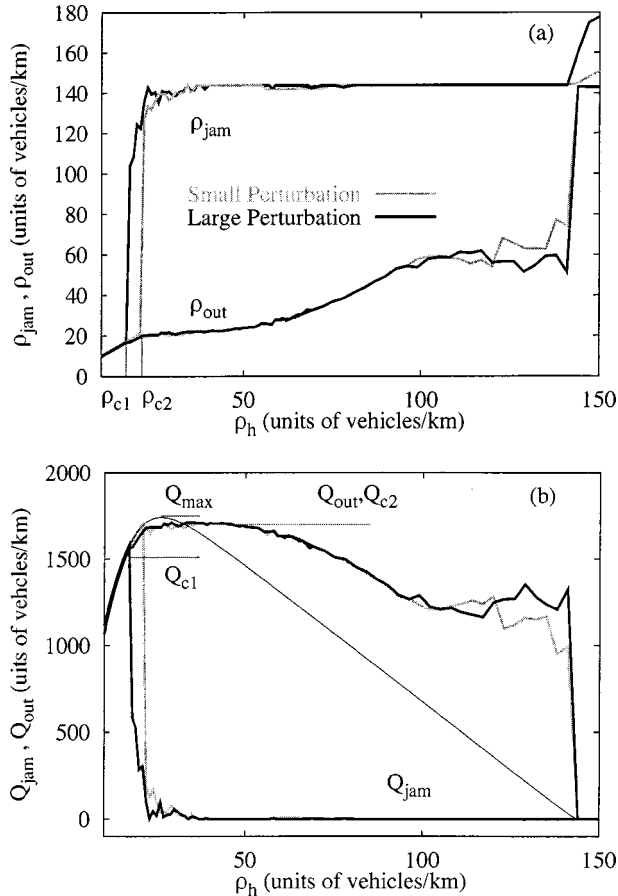 180
160
140
120
100
80
60
40
20
0
ρjam , ρout (units of vehicles/km)
(a)
ρjam
Small Perturbation
Large Perturbation
ρout
ρc1 ρc2 50 100 150
ρh (units of vehicles/km)
2000
1500
1000
500
0
Qjam , Qout (uits of vehcles/km)
(b)
Qmax
Qout,Qc2
Qc1
Qjam
50 100 150
ρh (units of vehicles/km)